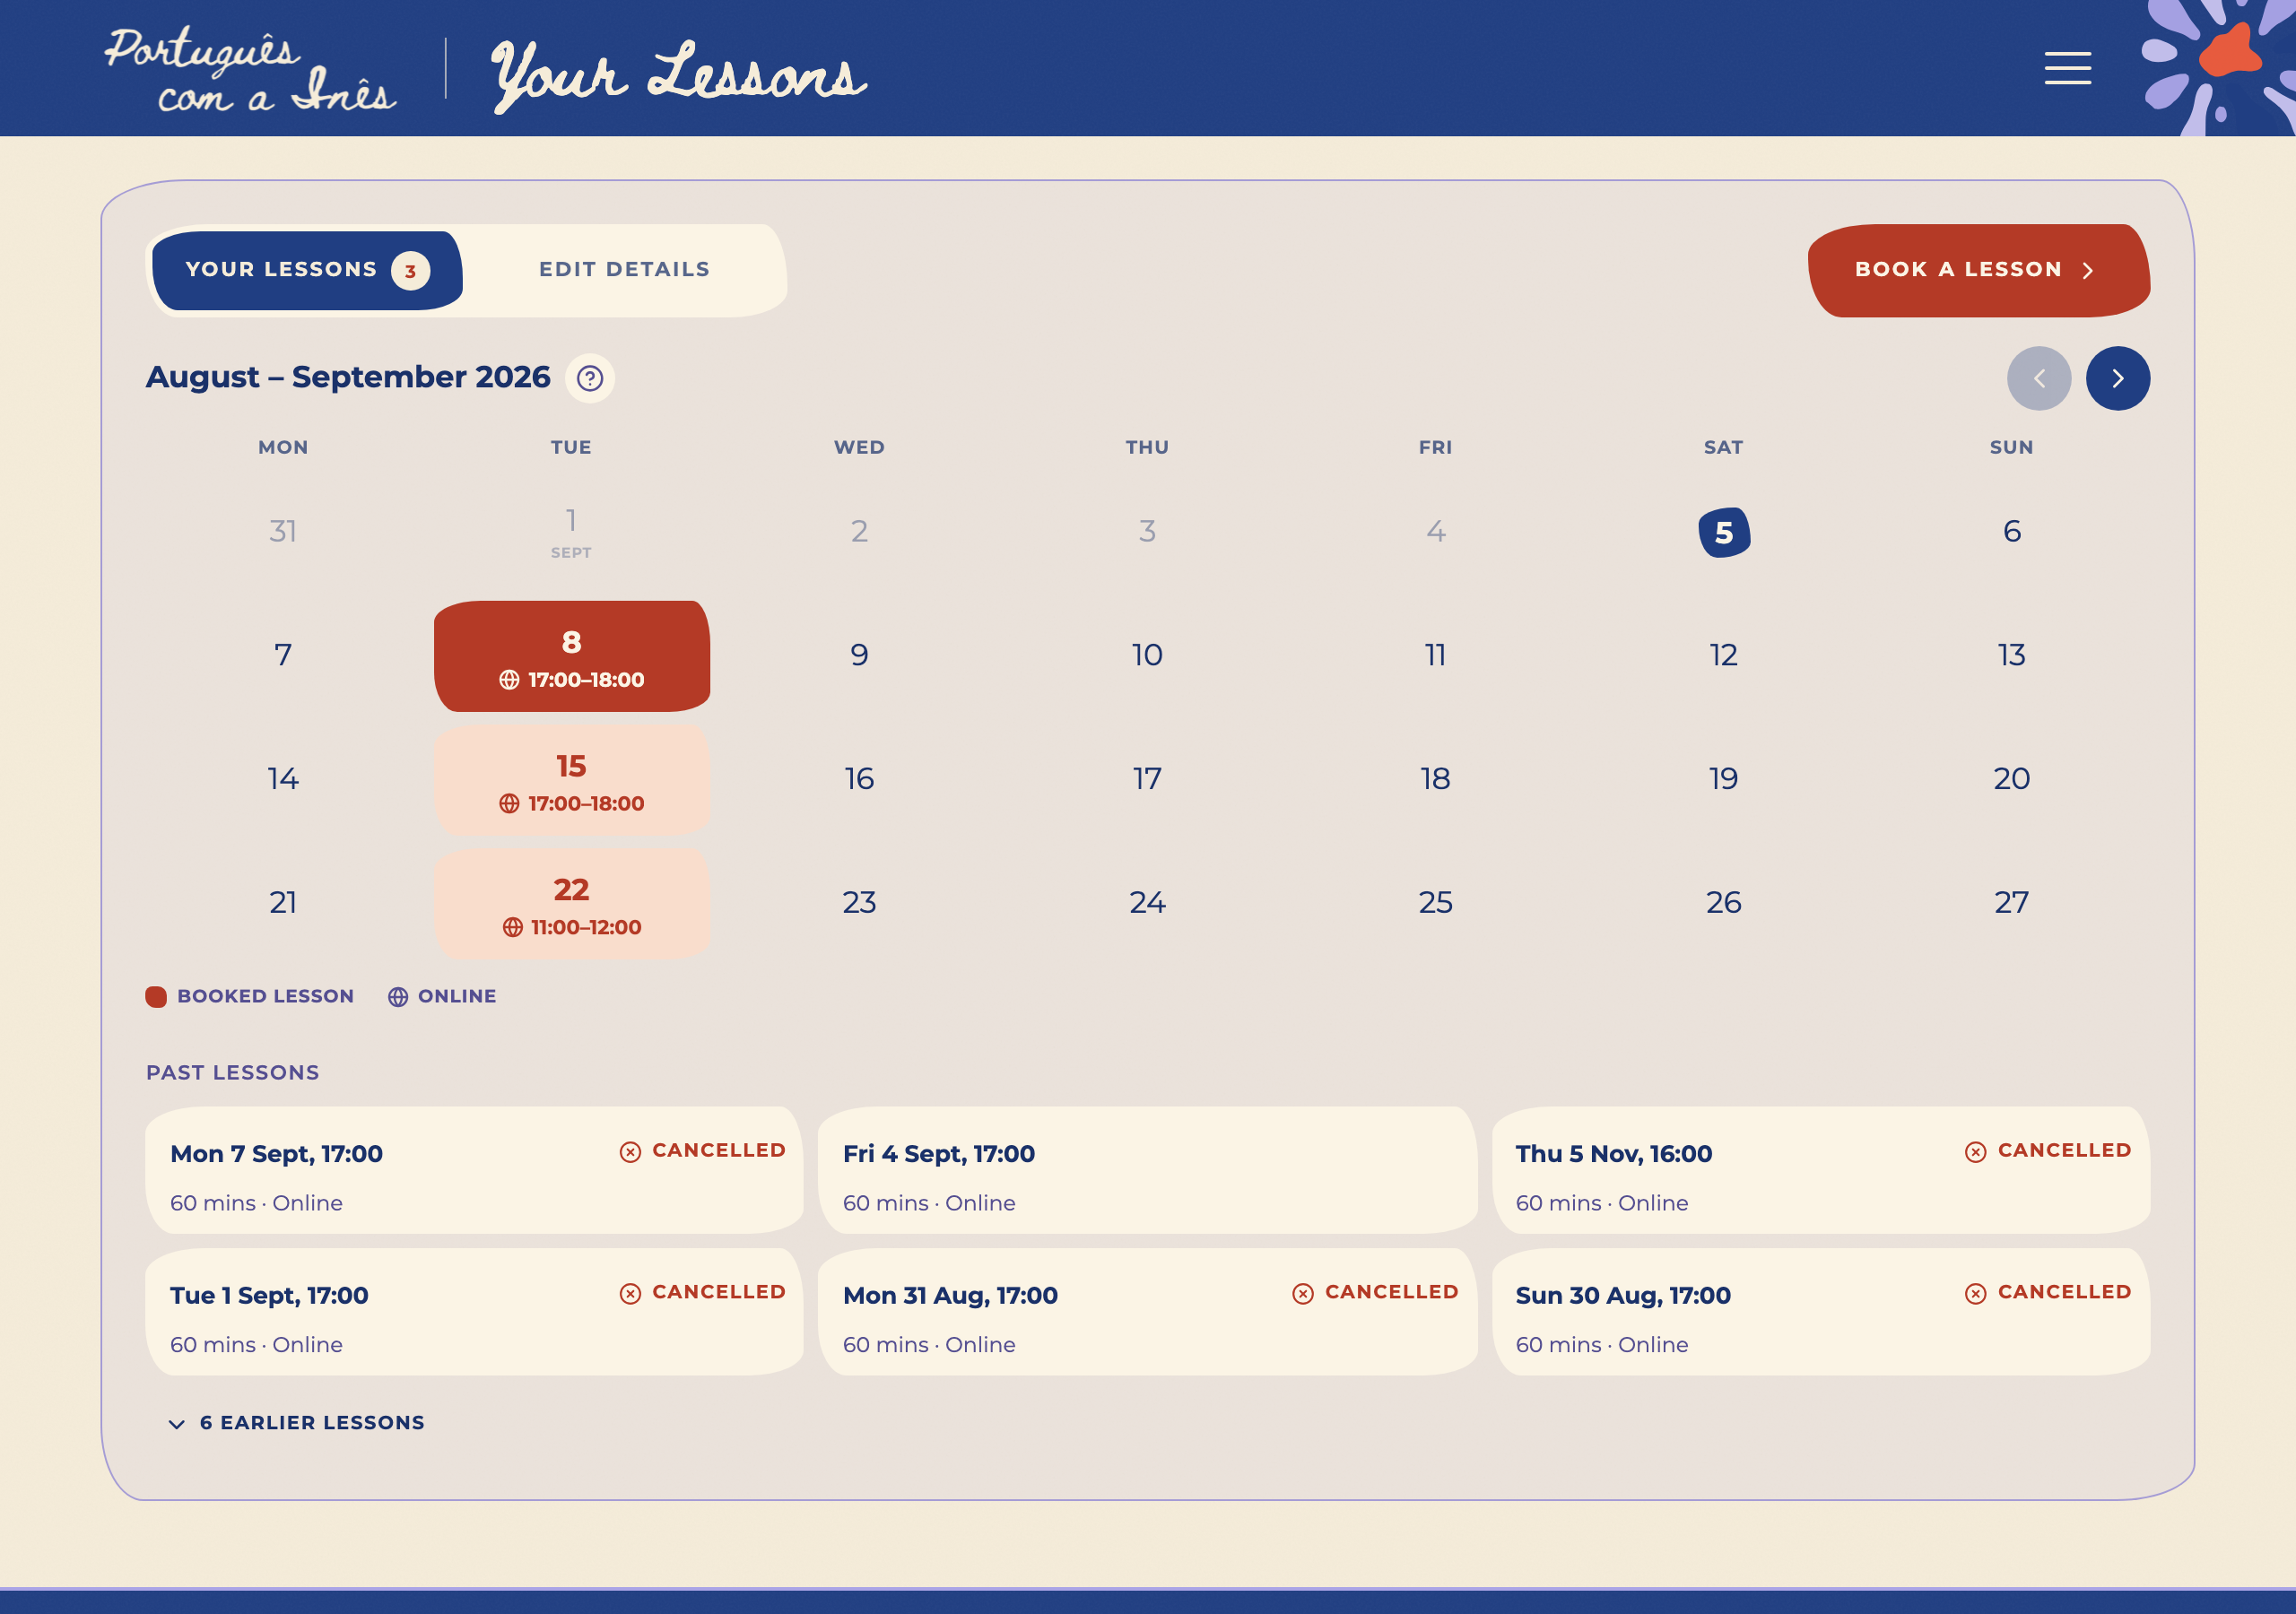 Português
com a Inês
Your Lessons
YOUR LESSONS 3
EDIT DETAILS
BOOK A LESSON
August – September 2026
MON TUE WED THU FRI SAT SUN
31 1 2 3 4 5 6
SEPT
7 8 9 10 11 12 13
17:00–18:00
14 15 16 17 18 19 20
17:00–18:00
21 22 23 24 25 26 27
11:00–12:00
BOOKED LESSON ONLINE
PAST LESSONS
Mon 7 Sept, 17:00 CANCELLED
60 mins · Online
Fri 4 Sept, 17:00
60 mins · Online
Thu 5 Nov, 16:00 CANCELLED
60 mins · Online
Tue 1 Sept, 17:00 CANCELLED
60 mins · Online
Mon 31 Aug, 17:00 CANCELLED
60 mins · Online
Sun 30 Aug, 17:00 CANCELLED
60 mins · Online
6 EARLIER LESSONS